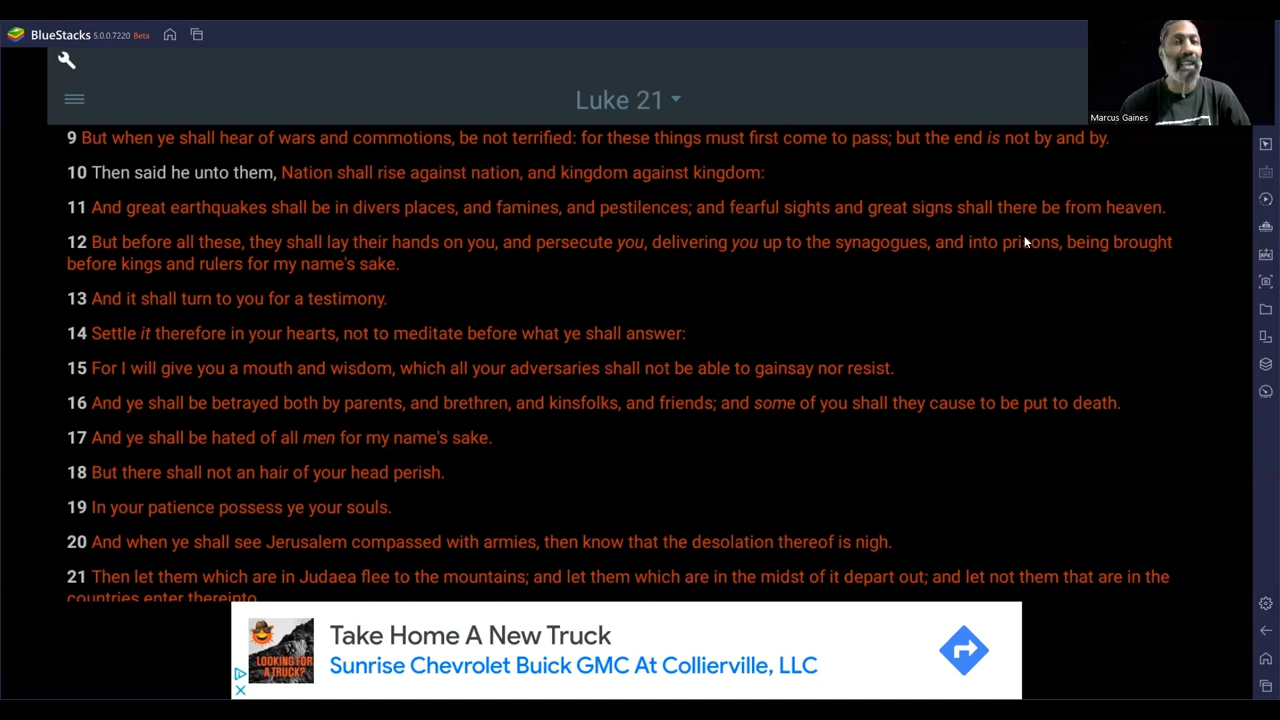 BlueStacks 5.0.0.7220 Beta
Marcus Gaines
Luke 21
9 But when ye shall hear of wars and commotions, be not terrified: for these things must first come to pass; but the end is not by and by.
10 Then said he unto them, Nation shall rise against nation, and kingdom against kingdom:
11 And great earthquakes shall be in divers places, and famines, and pestilences; and fearful sights and great signs shall there be from heaven.
12 But before all these, they shall lay their hands on you, and persecute you, delivering you up to the synagogues, and into prisons, being brought
before kings and rulers for my name's sake.
13 And it shall turn to you for a testimony.
14 Settle it therefore in your hearts, not to meditate before what ye shall answer:
15 For I will give you a mouth and wisdom, which all your adversaries shall not be able to gainsay nor resist.
16 And ye shall be betrayed both by parents, and brethren, and kinsfolks, and friends; and some of you shall they cause to be put to death.
17 And ye shall be hated of all men for my name's sake.
18 But there shall not an hair of your head perish.
19 In your patience possess ye your souls.
20 And when ye shall see Jerusalem compassed with armies, then know that the desolation thereof is nigh.
21 Then let them which are in Judaea flee to the mountains; and let them which are in the midst of it depart out; and let not them that are in the
countries enter thereinto
LOOKING FOR
A TRUCK?
Take Home A New Truck
Sunrise Chevrolet Buick GMC At Collierville, LLC